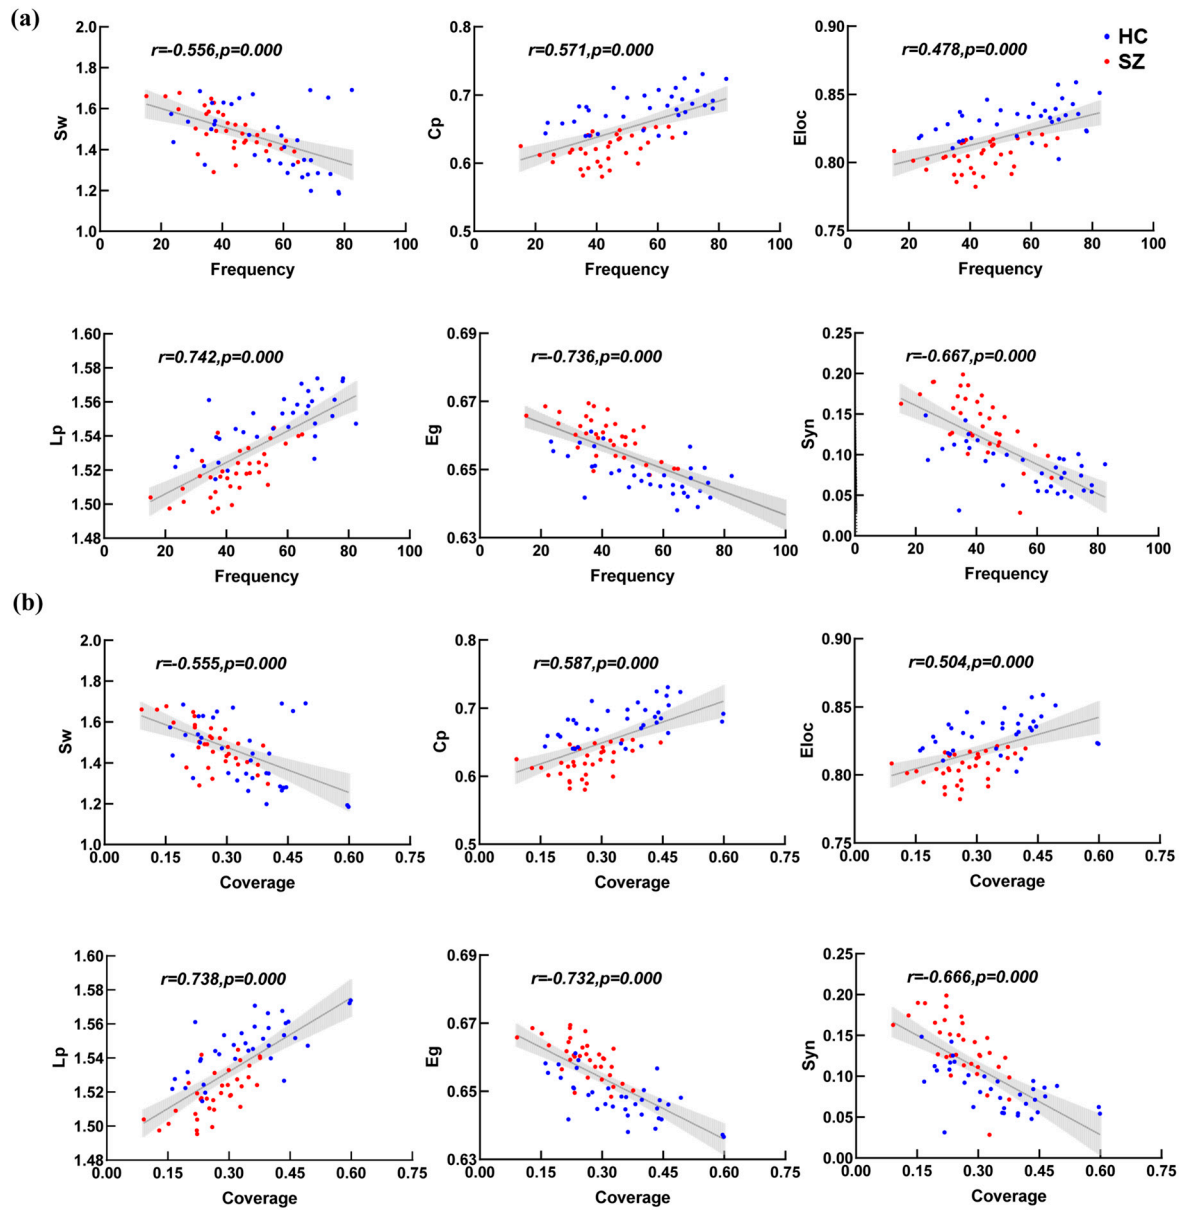 (a)
r=-0.556,p=0.000
2.0
1.8
1.6
1.4
1.2
1.0
Sw
0 20 40 60 80 100
Frequency
r=0.571,p=0.000
0.8
0.7
0.6
0.5
Cp
0 20 40 60 80 100
Frequency
r=0.478,p=0.000
HC
SZ
0.90
0.85
0.80
0.75
Eloc
0 20 40 60 80 100
Frequency
r=0.742,p=0.000
1.60
1.58
1.56
1.54
1.52
1.50
1.48
Lp
0 20 40 60 80 100
Frequency
r=-0.736,p=0.000
0.69
0.67
0.65
0.63
Eg
0 20 40 60 80 100
Frequency
r=-0.667,p=0.000
0.25
0.20
0.15
0.10
0.05
0.00
Syn
0 20 40 60 80 100
Frequency
(b)
r=-0.555,p=0.000
2.0
1.8
1.6
1.4
1.2
1.0
Sw
0.00 0.15 0.30 0.45 0.60 0.75
Coverage
r=0.587,p=0.000
0.8
0.7
0.6
0.5
Cp
0.00 0.15 0.30 0.45 0.60 0.75
Coverage
r=0.504,p=0.000
0.90
0.85
0.80
0.75
Eloc
0.00 0.15 0.30 0.45 0.60 0.75
Coverage
r=0.738,p=0.000
1.60
1.58
1.56
1.54
1.52
1.50
1.48
Lp
0.00 0.15 0.30 0.45 0.60 0.75
Coverage
r=-0.732,p=0.000
0.69
0.67
0.65
0.63
Eg
0.00 0.15 0.30 0.45 0.60 0.75
Coverage
r=-0.666,p=0.000
0.25
0.20
0.15
0.10
0.05
0.00
Syn
0.00 0.15 0.30 0.45 0.60 0.75
Coverage